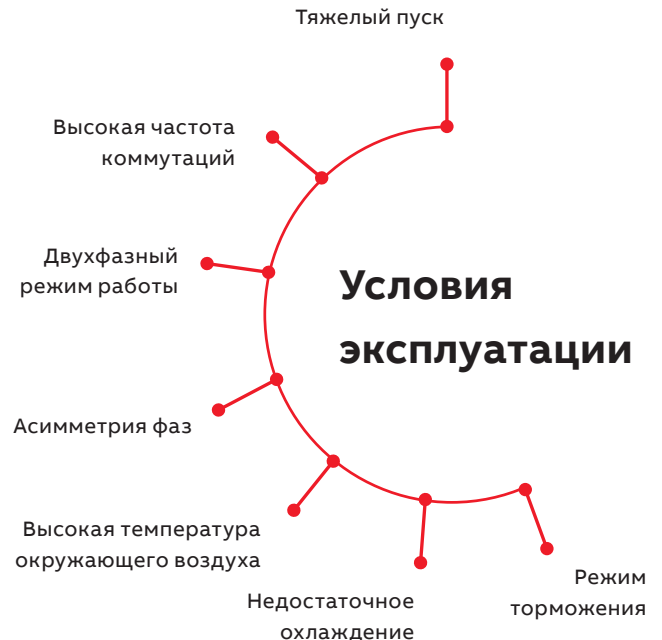 Тяжелый пуск
Высокая частота
коммутаций
Двухфазный
режим работы
Условия
эксплуатации
Асимметрия фаз
Высокая температура
окружающего воздуха
Недостаточное
охлаждение
Режим
торможения